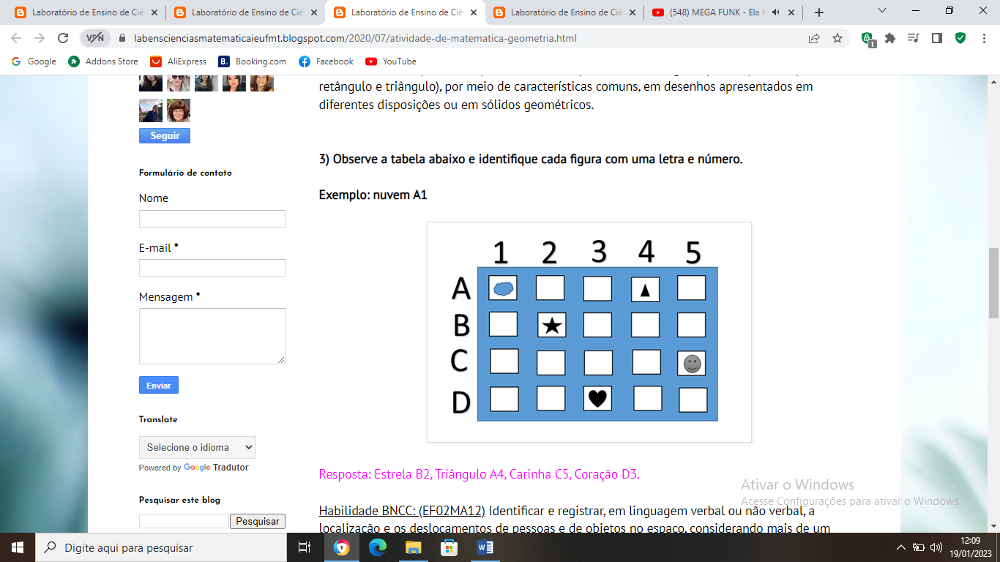 Laboratório de Ensino de Ciê
Laboratório de Ensino de Ciê
Laboratório de Ensino de Ciê
Laboratório de Ensino de Ciê
(548) MEGA FUNK - Ela
VPN
labenscienciasmatematicaieufmt.blogspot.com/2020/07/atividade-de-matematica-geometria.html
1
Google
Addons Store
AliExpress
Booking.com
Facebook
YouTube
Seguir
Formulário de contato
Nome
E-mail *
Mensagem *
Enviar
Translate
Selecione o idioma
Powered by Google Tradutor
Pesquisar este blog
Pesquisar
retângulo e triângulo), por meio de características comuns, em desenhos apresentados em
diferentes disposições ou em sólidos geométricos.
3) Observe a tabela abaixo e identifique cada figura com uma letra e número.
Exemplo: nuvem A1
1 2 3 4 5
A
B
C
D
Resposta: Estrela B2, Triângulo A4, Carinha C5, Coração D3.
Habilidade BNCC: (EF02MA12) Identificar e registrar, em linguagem verbal ou não verbal, a
localização e os deslocamentos de pessoas e de objetos no espaço, considerando mais de um
Ativar o Windows
Acesse Configurações para ativar o Windows.
Digite aqui para pesquisar
12:09
19/01/2023